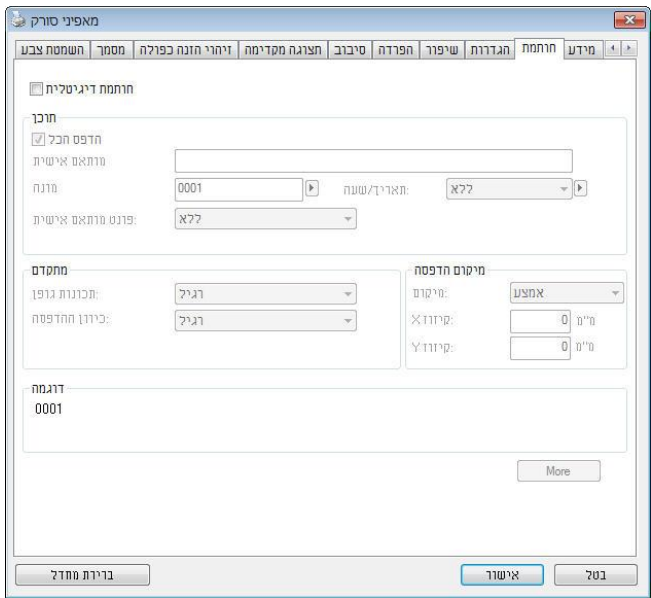 מאפיני סורק
השמטת צבע מסמך זיהוי הזנה כפולה תצוגה מקדימה סיבוב הפרדה שיפור הגדרות חותמת מידע
חותמת דיגיטלית
תוכן
הדפס הכל
מותאם אישית
מונה 0001 תאריך/שעה: ללא
פונט מותאם אישית: ללא
מתקדם
תכונות גופן: רגיל
כיוון ההדפסה: רגיל
מיקום הדפסה
מיקום: אמצע
קיזוז X: 0 מ"מ
קיזוז Y: 0 מ"מ
דוגמה
0001
More
ברירת מחדל אישור בטל